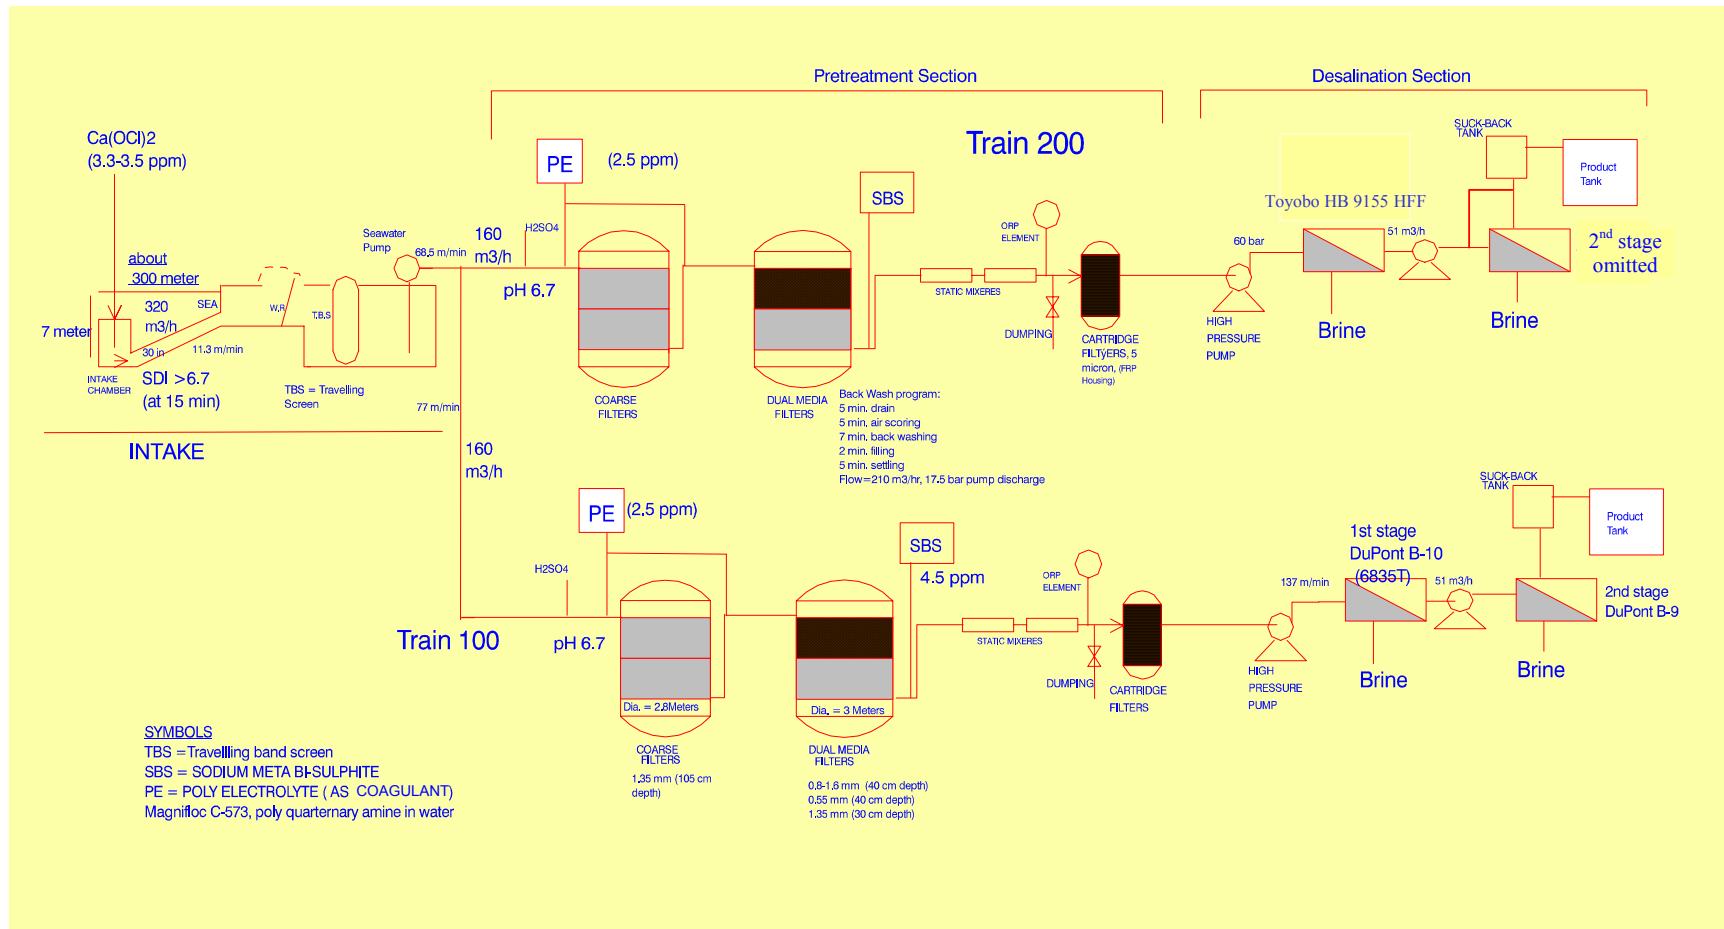 Pretreatment Section
Desalination Section
Ca(OCl)2
(3.3-3.5 ppm)
PE
(2.5 ppm)
Train 200
SUCK-BACK
TANK
Product
Tank
SBS
Toyobo HB 9155 HFF
Seawater
Pump
68.5 m/min
160
m3/h
H2SO4
ORP
ELEMENT
60 bar
51 m3/h
2nd stage
omitted
about
300 meter
SEA
W,R
T,B,S
320
m3/h
7 meter
30 in
11.3 m/min
INTAKE
CHAMBER
SDI >6.7
(at 15 min)
TBS = Travelling
Screen
pH 6.7
STATIC MIXERES
DUMPING
CARTRIDGE
FILTýERS, 5
micron, (FRP
Housing)
HIGH
PRESSURE
PUMP
Brine
Brine
COARSE
FILTERS
DUAL MEDIA
FILTERS
Back Wash program:
5 min. drain
5 min. air scoring
7 min. back washing
2 min. filling
5 min. settling
Flow=210 m3/hr, 17.5 bar pump discharge
77 m/min
INTAKE
160
m3/h
PE
(2.5 ppm)
SBS
4.5 ppm
SUCK-BACK
TANK
Product
Tank
1st stage
DuPont B-10
(6835T)
H2SO4
ORP
ELEMENT
137 m/min
51 m3/h
2nd stage
DuPont B-9
Train 100
pH 6.7
STATIC MIXERES
DUMPING
CARTRIDGE
FILTERS
HIGH
PRESSURE
PUMP
Brine
Brine
Dia. = 2.8Meters
Dia. = 3 Meters
COARSE
FILTERS
1.35 mm (105 cm
depth)
DUAL MEDIA
FILTERS
0.8-1.6 mm (40 cm depth)
0.55 mm (40 cm depth)
1.35 mm (30 cm depth)
SYMBOLS
TBS =Travellling band screen
SBS = SODIUM META BI-SULPHITE
PE = POLY ELECTROLYTE ( AS COAGULANT)
Magnifloc C-573, poly quarternary amine in water